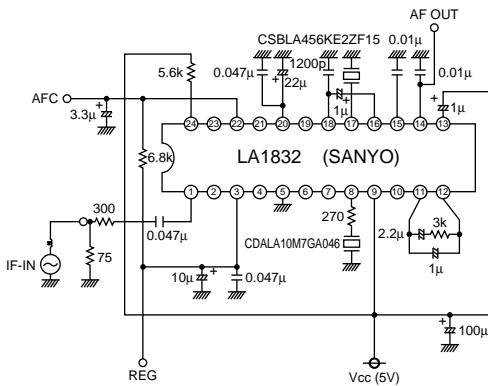 AF OUT
CSBLA456KE2ZF15
0.01μ
5.6k
0.047μ
22μ
1200p
1μ
0.01μ
1μ
AFC
3.3μ
24 23 22 21 20 19 18 17 16 15 14 13
6.8k
LA1832 (SANYO)
1 2 3 4 5 6 7 8 9 10 11 12
300
0.047μ
75
IF-IN
270
CDALA10M7GA046
2.2μ
3k
1μ
10μ
0.047μ
100μ
REG
Vcc (5V)